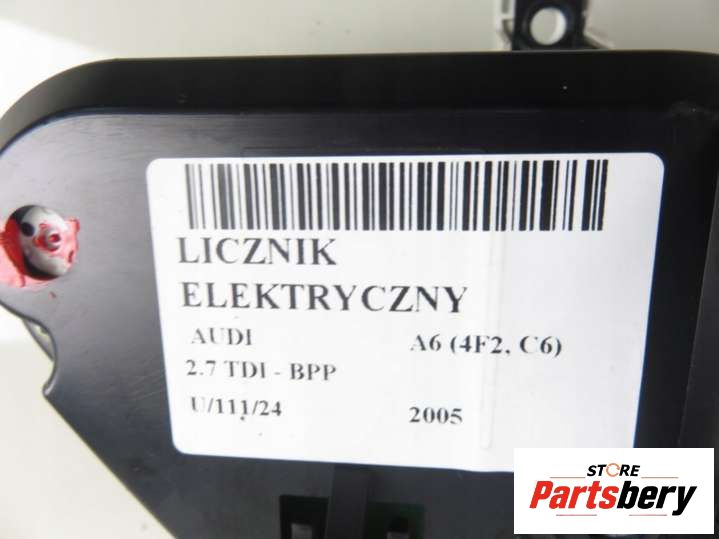 LICZNIK
ELEKTRYCZNY
AUDI A6 (4F2, C6)
2.7 TDI - BPP
U/111/24 2005
STORE
Partsbery